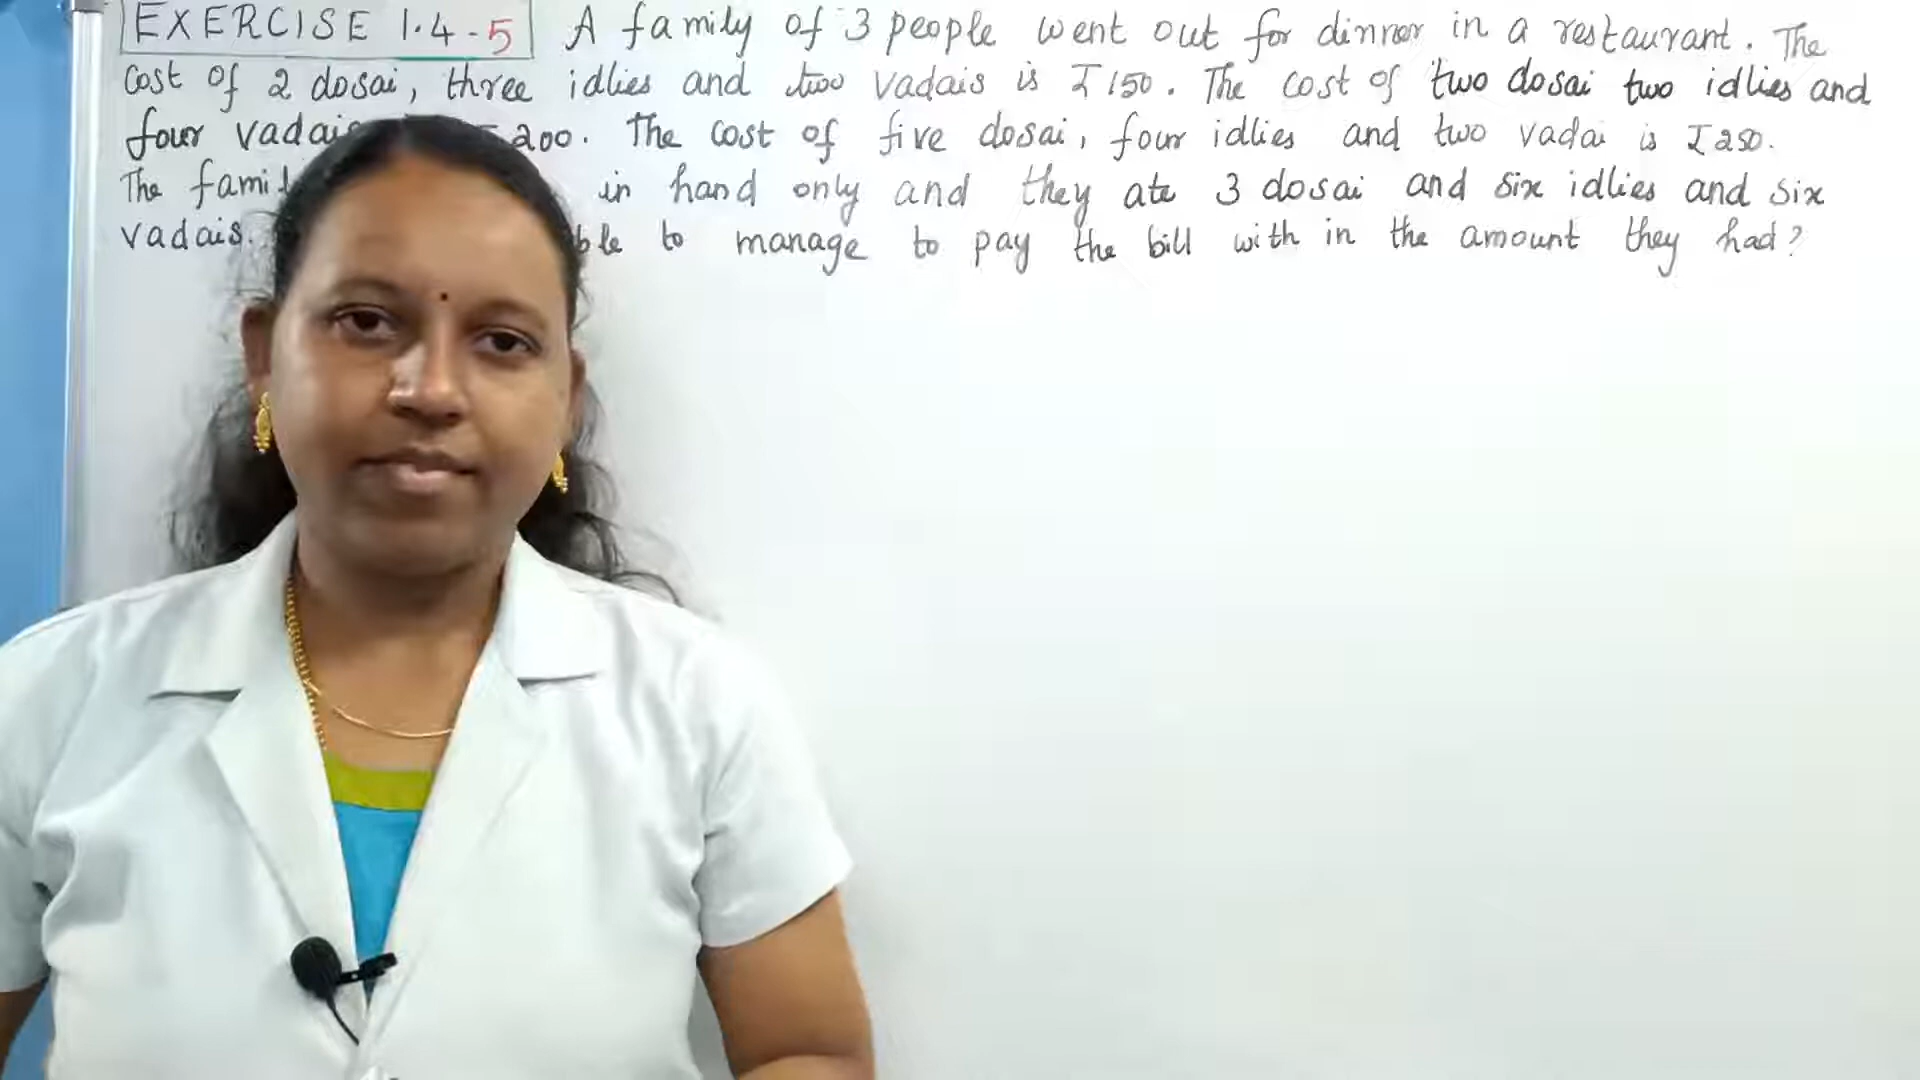 EXERCISE 1.4-5 A family of 3 people went out for dinner in a restaurant. The
cost of 2 dosai, three idlies and two vadais is ₹150. The cost of two dosai two idlies and
four vadais 200. The cost of five dosai, four idlies and two vadai is ₹250.
The in hand only and they ate 3 dosai and six idlies and six
vadais. to manage to pay the bill with in the amount they had?